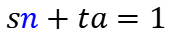 sn + ta = 1